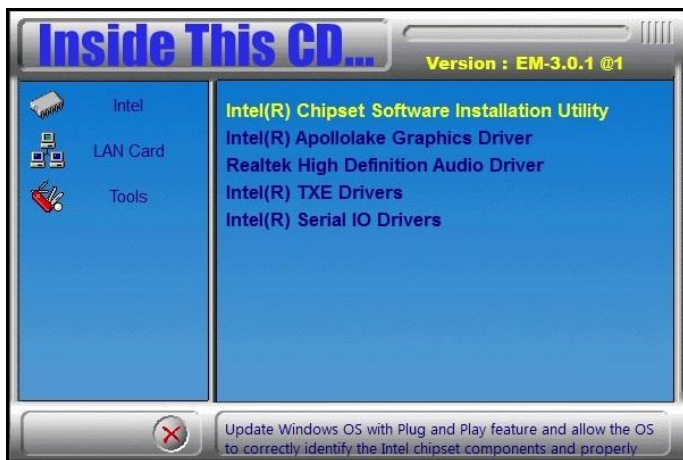 Inside This CD...
Version : EM-3.0.1 @1
Intel
LAN Card
Tools
Intel(R) Chipset Software Installation Utility
Intel(R) Apollolake Graphics Driver
Realtek High Definition Audio Driver
Intel(R) TXE Drivers
Intel(R) Serial IO Drivers
Update Windows OS with Plug and Play feature and allow the OS
to correctly identify the Intel chipset components and properly